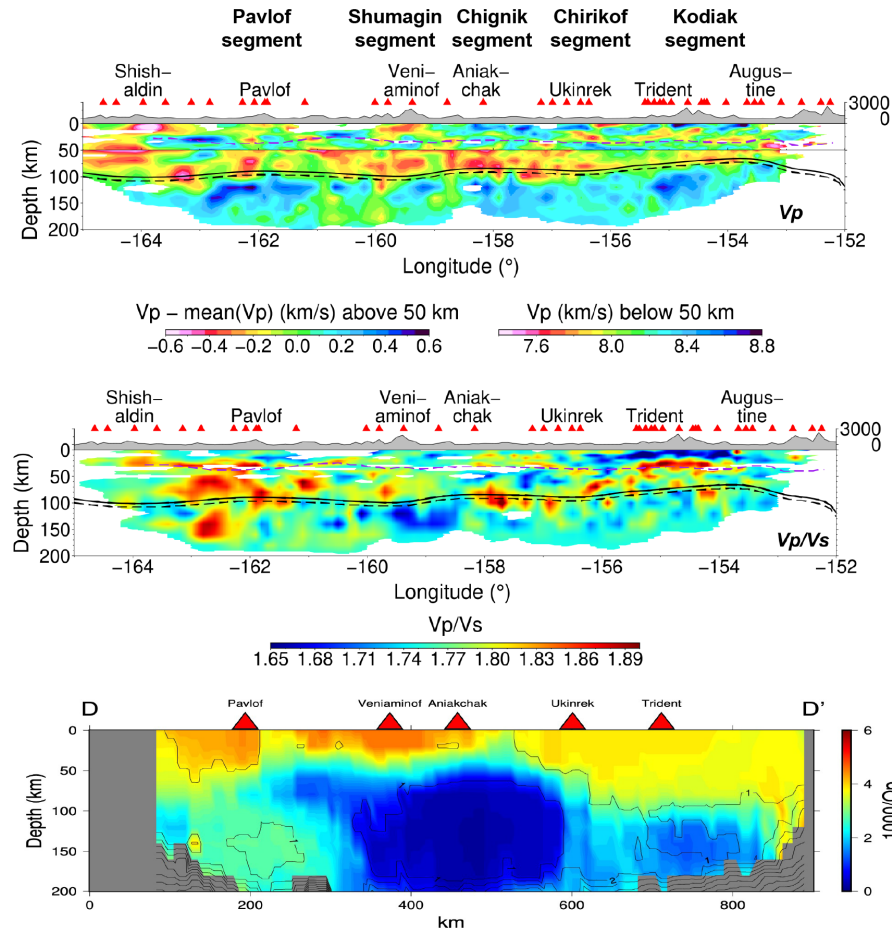 Pavlof Shumagin Chignik Chirikof Kodiak
segment segment segment segment segment
Shish– Veni– Aniak– Augus–
aldin Pavlof aminof chak Ukinrek Trident tine
3000
0 0
50
100
150
200
Depth (km)
Vp
−164 −162 −160 −158 −156 −154 −152
Longitude (°)
Vp − mean(Vp) (km/s) above 50 km Vp (km/s) below 50 km
−0.6 −0.4 −0.2 0.0 0.2 0.4 0.6 7.6 8.0 8.4 8.8
Shish– Veni– Aniak– Augus–
aldin Pavlof aminof chak Ukinrek Trident tine
3000
0 0
50
100
150
200
Depth (km)
Vp/Vs
−164 −162 −160 −158 −156 −154 −152
Longitude (°)
Vp/Vs
1.65 1.68 1.71 1.74 1.77 1.80 1.83 1.86 1.89
D Pavlof Veniaminof Aniakchak Ukinrek Trident D'
0 6
50
100
150
200
Depth (km)
1
1
2
4
2
0
1000/Qp
0 200 400 600 800
km